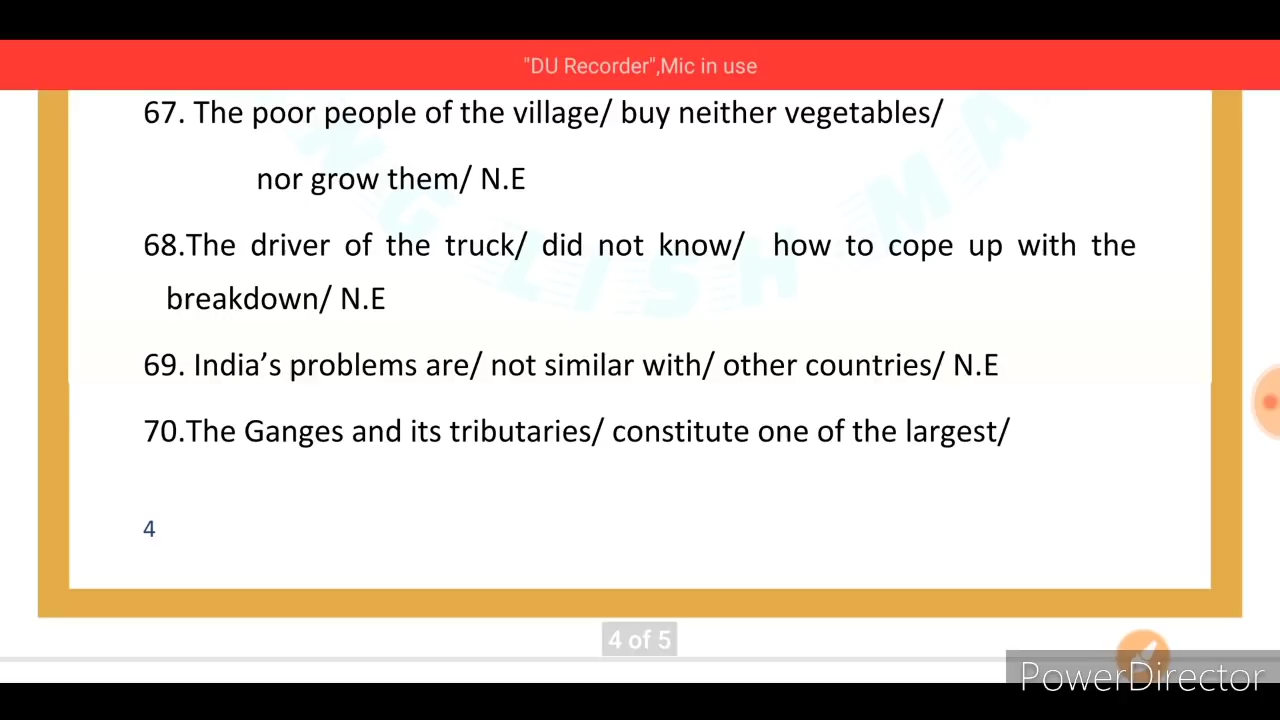 "DU Recorder",Mic in use
67. The poor people of the village/ buy neither vegetables/
nor grow them/ N.E
68.The driver of the truck/ did not know/ how to cope up with the
breakdown/ N.E
69. India’s problems are/ not similar with/ other countries/ N.E
70.The Ganges and its tributaries/ constitute one of the largest/
4
4 of 5
PowerDirector